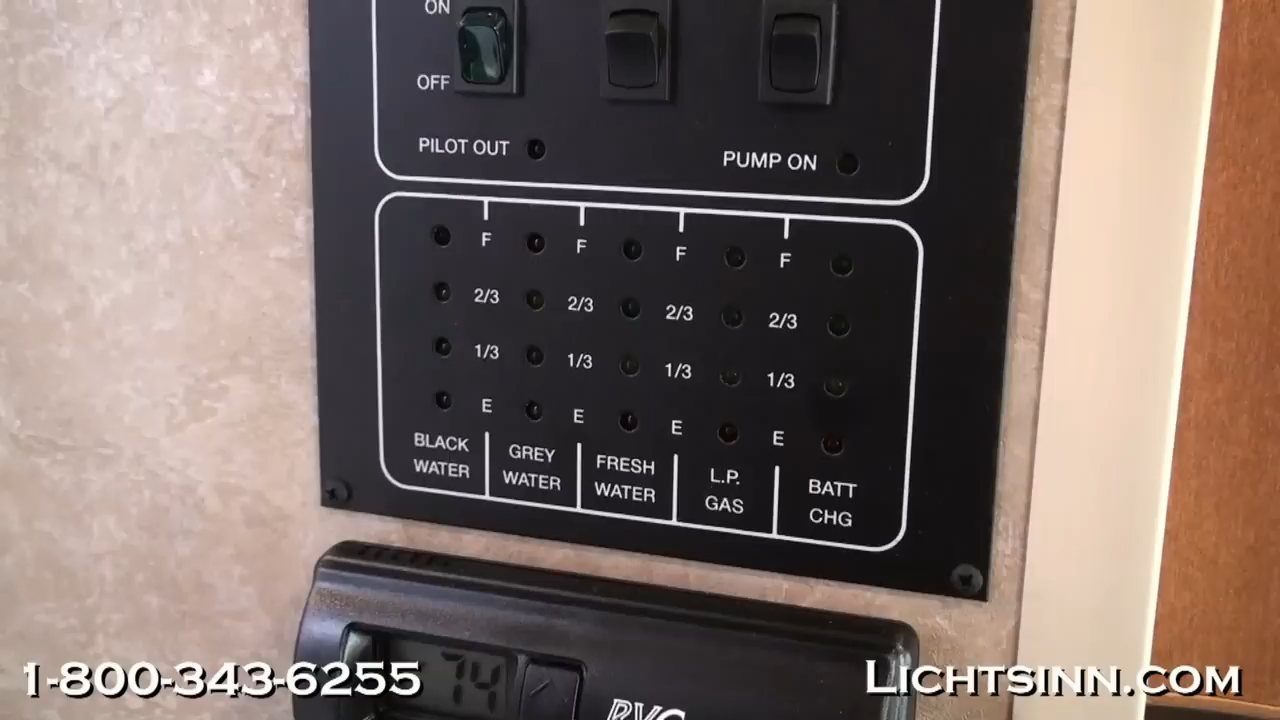 ON
OFF
PILOT OUT
PUMP ON
F F F F
2/3 2/3 2/3 2/3
1/3 1/3 1/3 1/3
E E E E
BLACK WATER
GREY WATER
FRESH WATER
L.P. GAS
BATT CHG
74
RVC
1-800-343-6255
LICHTSINN.COM